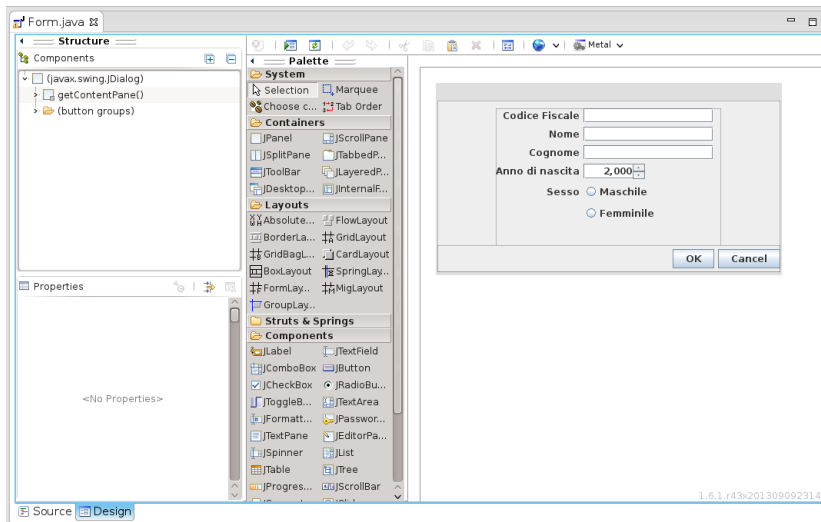 Form.java
Structure
Components
(javax.swing.JDialog)
getContentPane()
(button groups)
Properties
<No Properties>
Palette
System
Selection Marquee
Choose c... Tab Order
Containers
JPanel JScrollPane
JSplitPane JTabbedP...
JToolBar JLayeredP...
JDesktop... JInternalF...
Layouts
Absolute... FlowLayout
BorderLa... GridLayout
GridBagL... CardLayout
BoxLayout SpringLay...
FormLay... MigLayout
GroupLay...
Struts & Springs
Components
JLabel JTextField
JComboBox JButton
JCheckBox JRadioBu...
JToggleB... JTextArea
JFormatt... JPasswor...
JTextPane JEditorPa...
JSpinner JList
JTable JTree
JProgres... JScrollBar
Metal
Codice Fiscale
Nome
Cognome
Anno di nascita 2,000
Sesso Maschile
Femminile
OK Cancel
1.6.1.r43x201309092314
Source Design